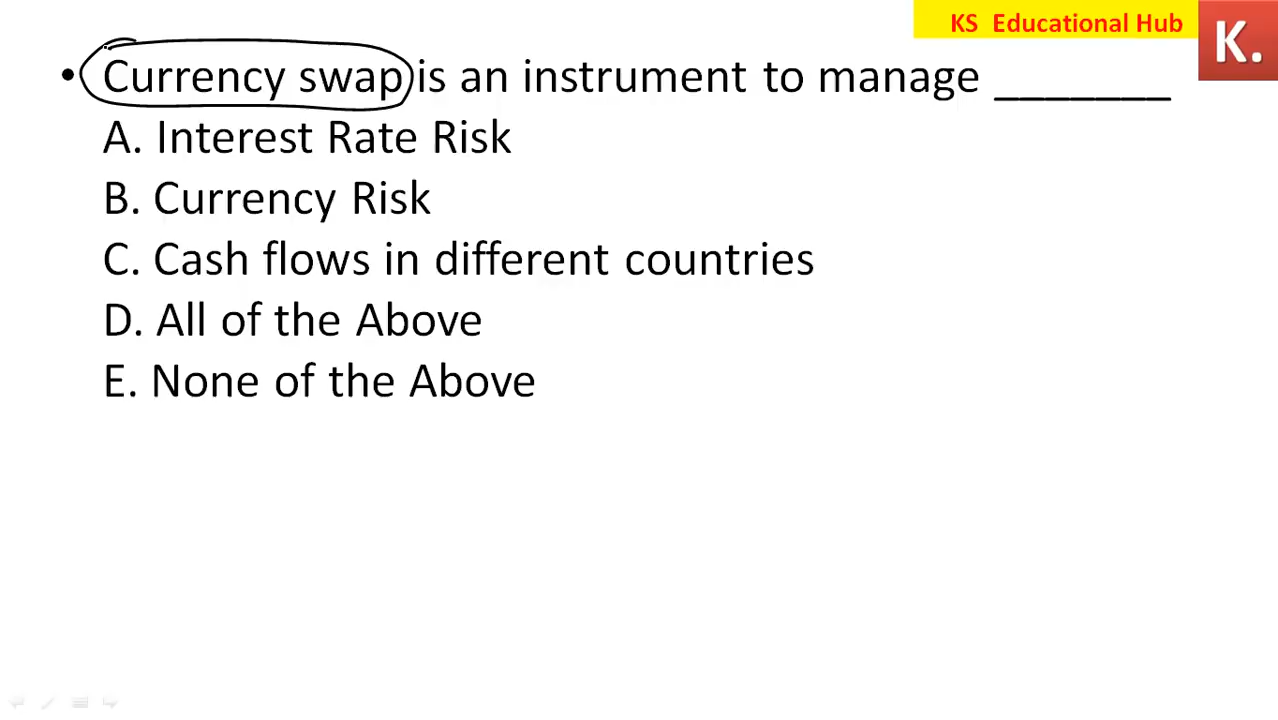 KS Educational Hub
K.
• Currency swap is an instrument to manage _______
A. Interest Rate Risk
B. Currency Risk
C. Cash flows in different countries
D. All of the Above
E. None of the Above